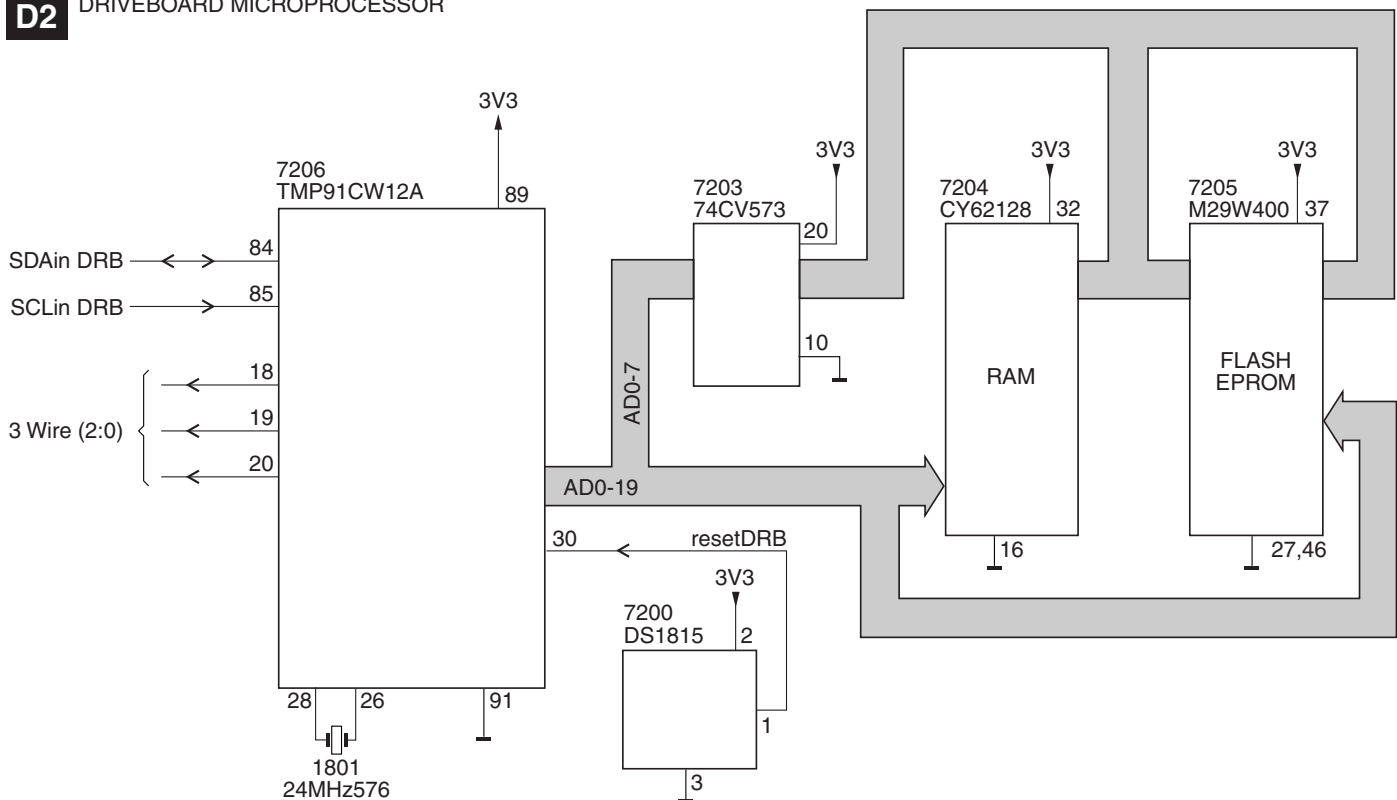 D2 DRIVEBOARD MICROPROCESSOR
3V3
7206
TMP91CW12A
89
SDAin DRB
84
SCLin DRB
85
18
3 Wire (2:0)
19
20
28
26
91
1801
24MHz576
3V3
7203
74CV573
20
10
AD0-7
AD0-19
30
resetDRB
3V3
7200
DS1815
2
1
3
3V3
7204
CY62128
32
RAM
16
3V3
7205
M29W400
37
FLASH
EPROM
27,46